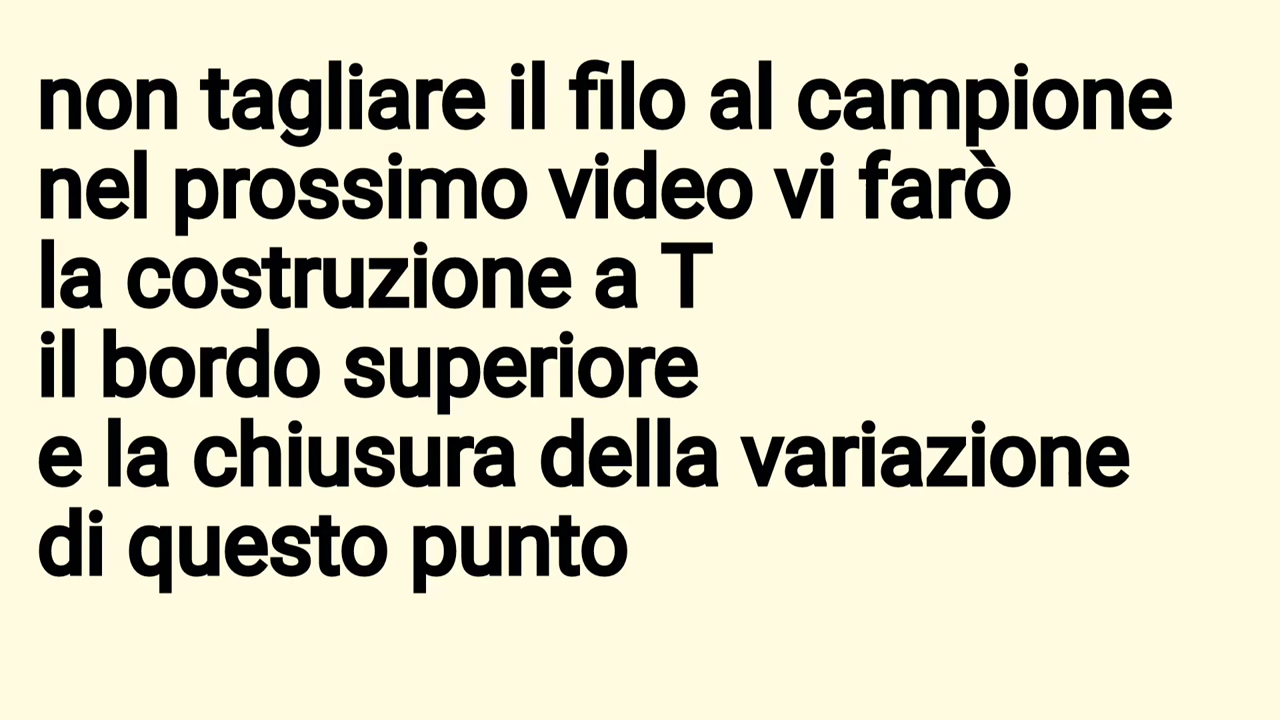 non tagliare il filo al campione
nel prossimo video vi farò
la costruzione a T
il bordo superiore
e la chiusura della variazione
di questo punto